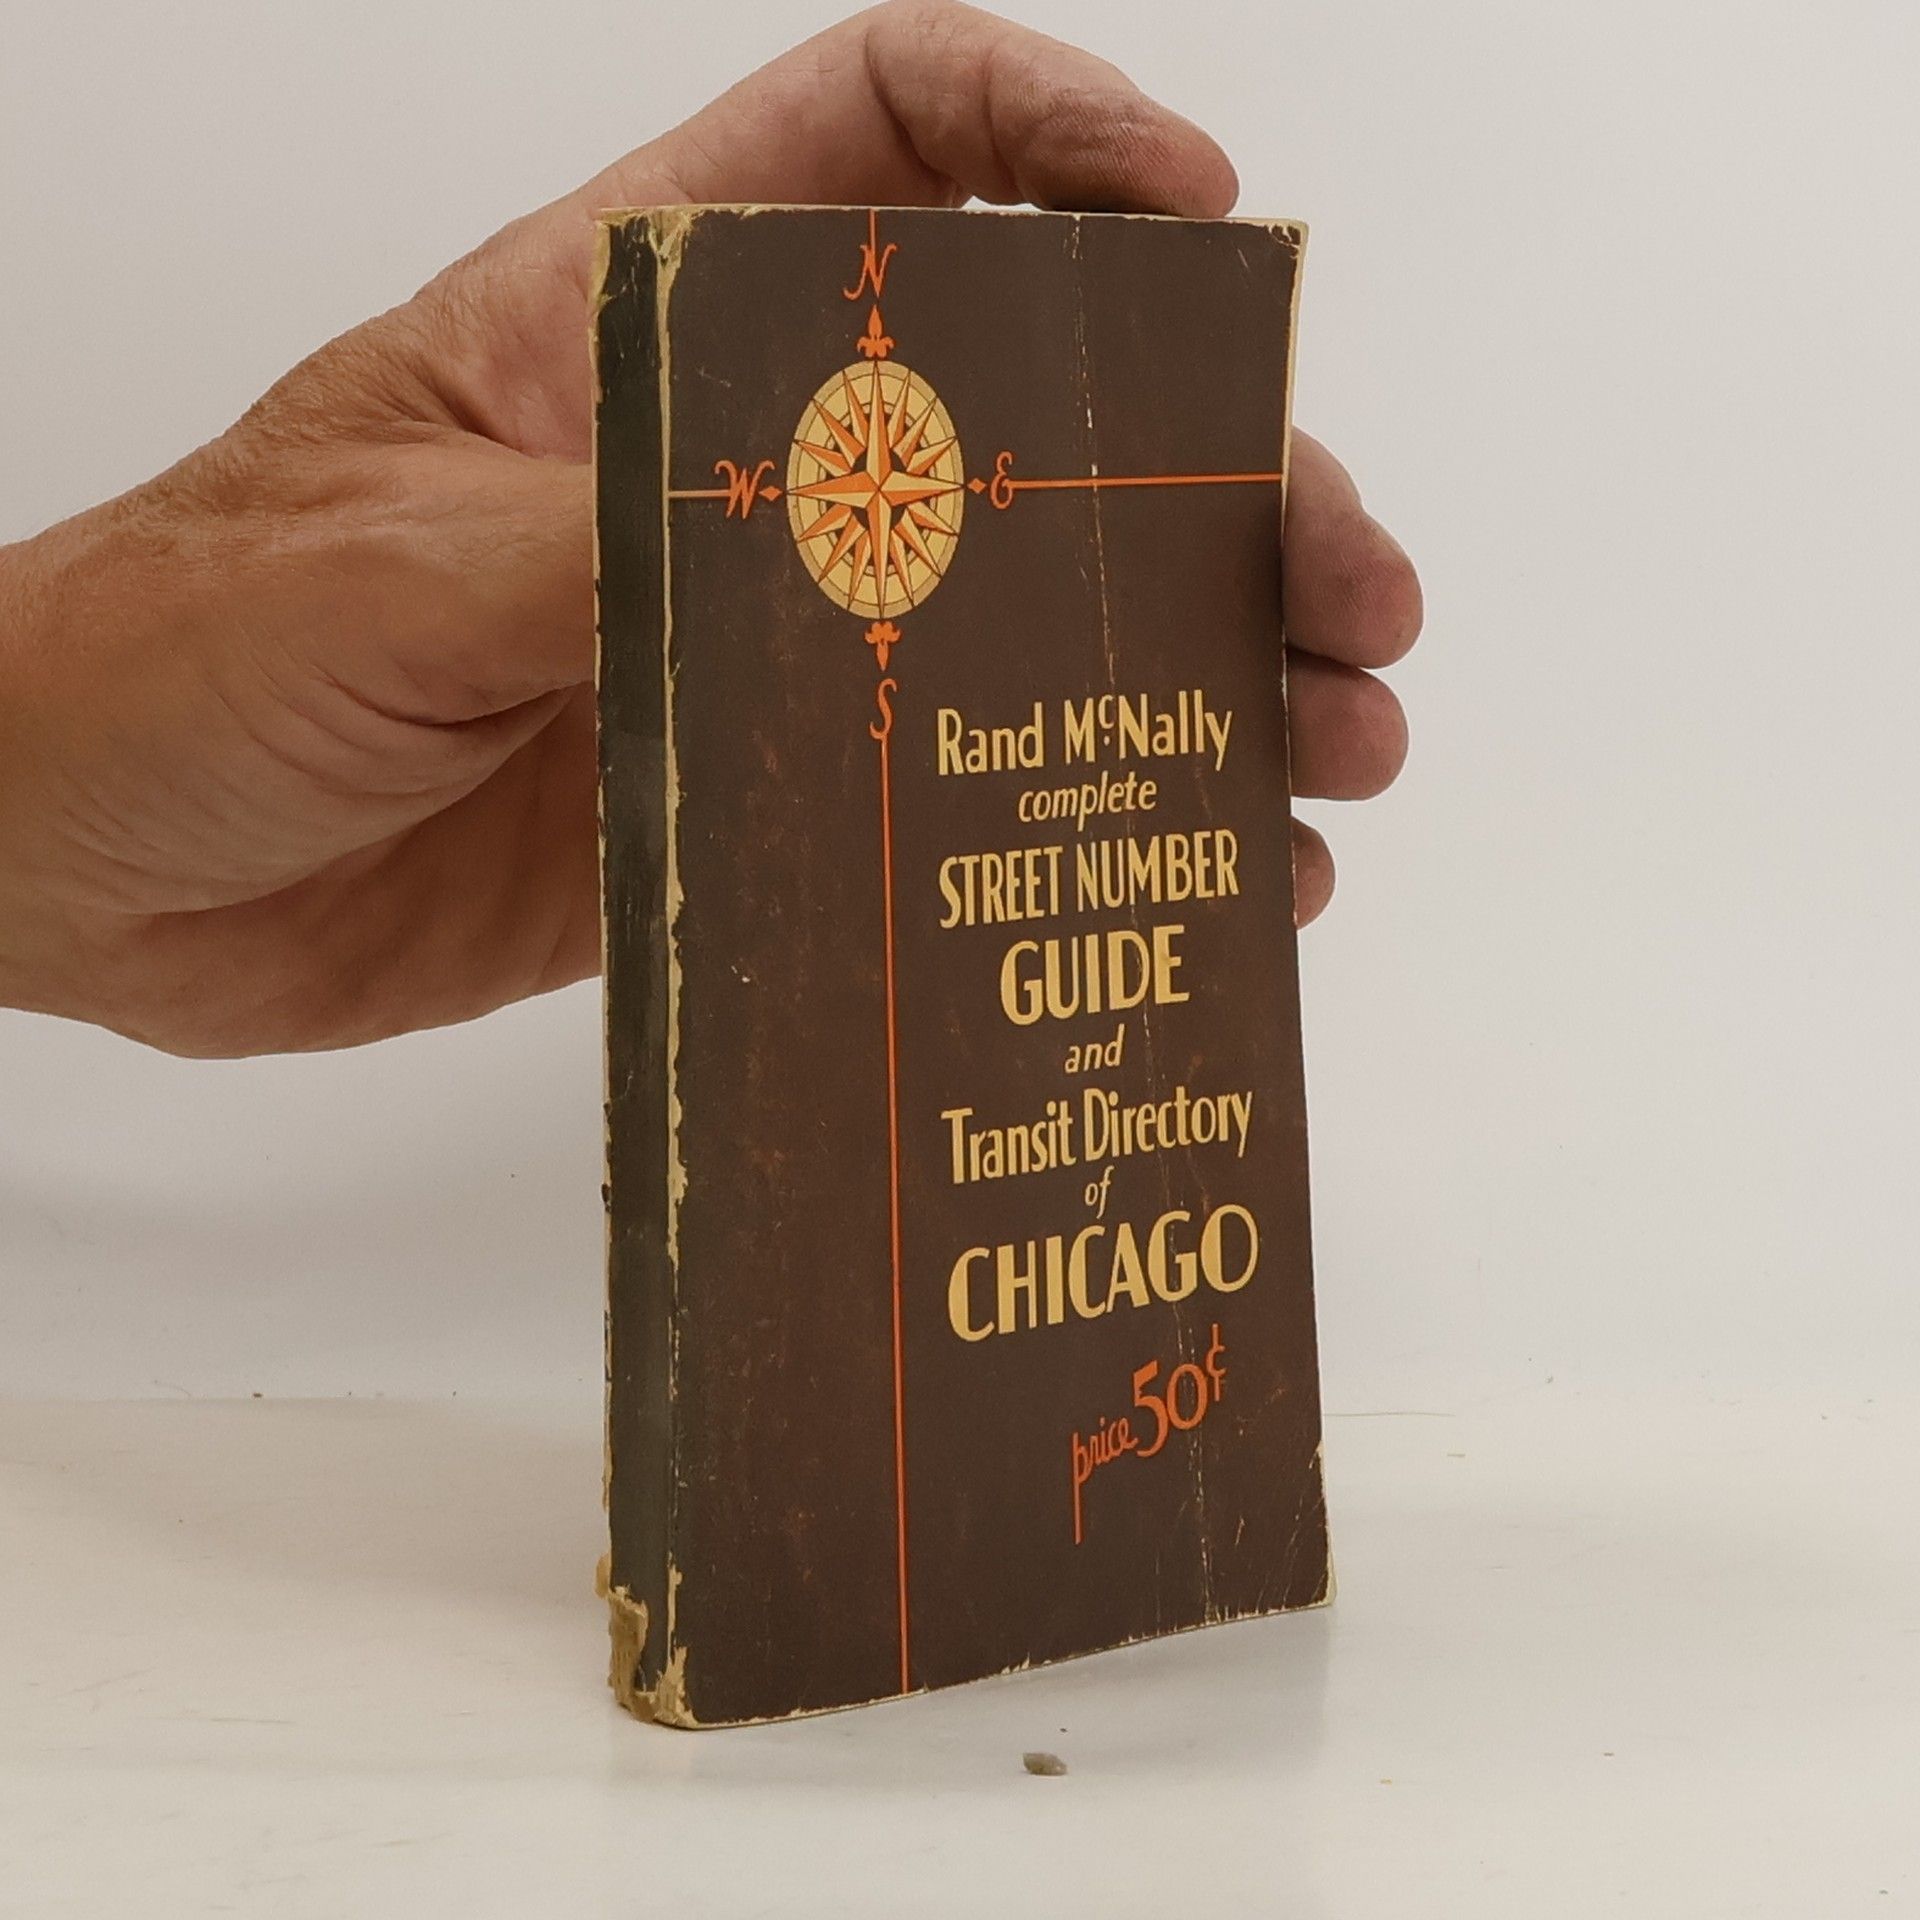 N
W E
S
Rand McNally
complete
STREET NUMBER
GUIDE
and
Transit Directory
of
CHICAGO
price 50¢